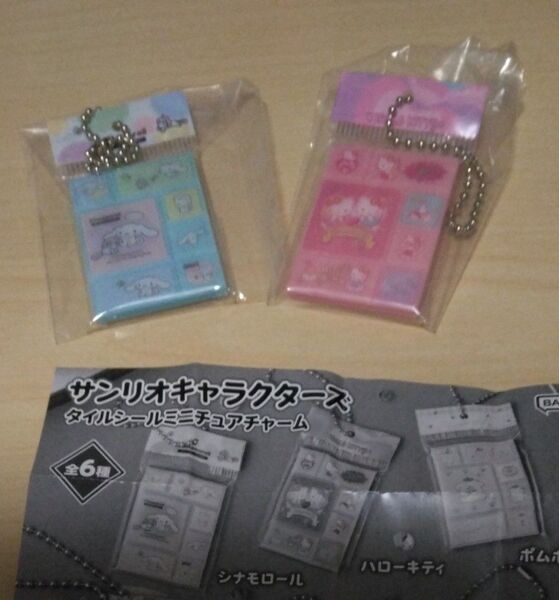 サンリオキャラクターズ
タイルシールミニチュアチャーム
BA
全6種
シナモロール
ハローキティ
ポムポ